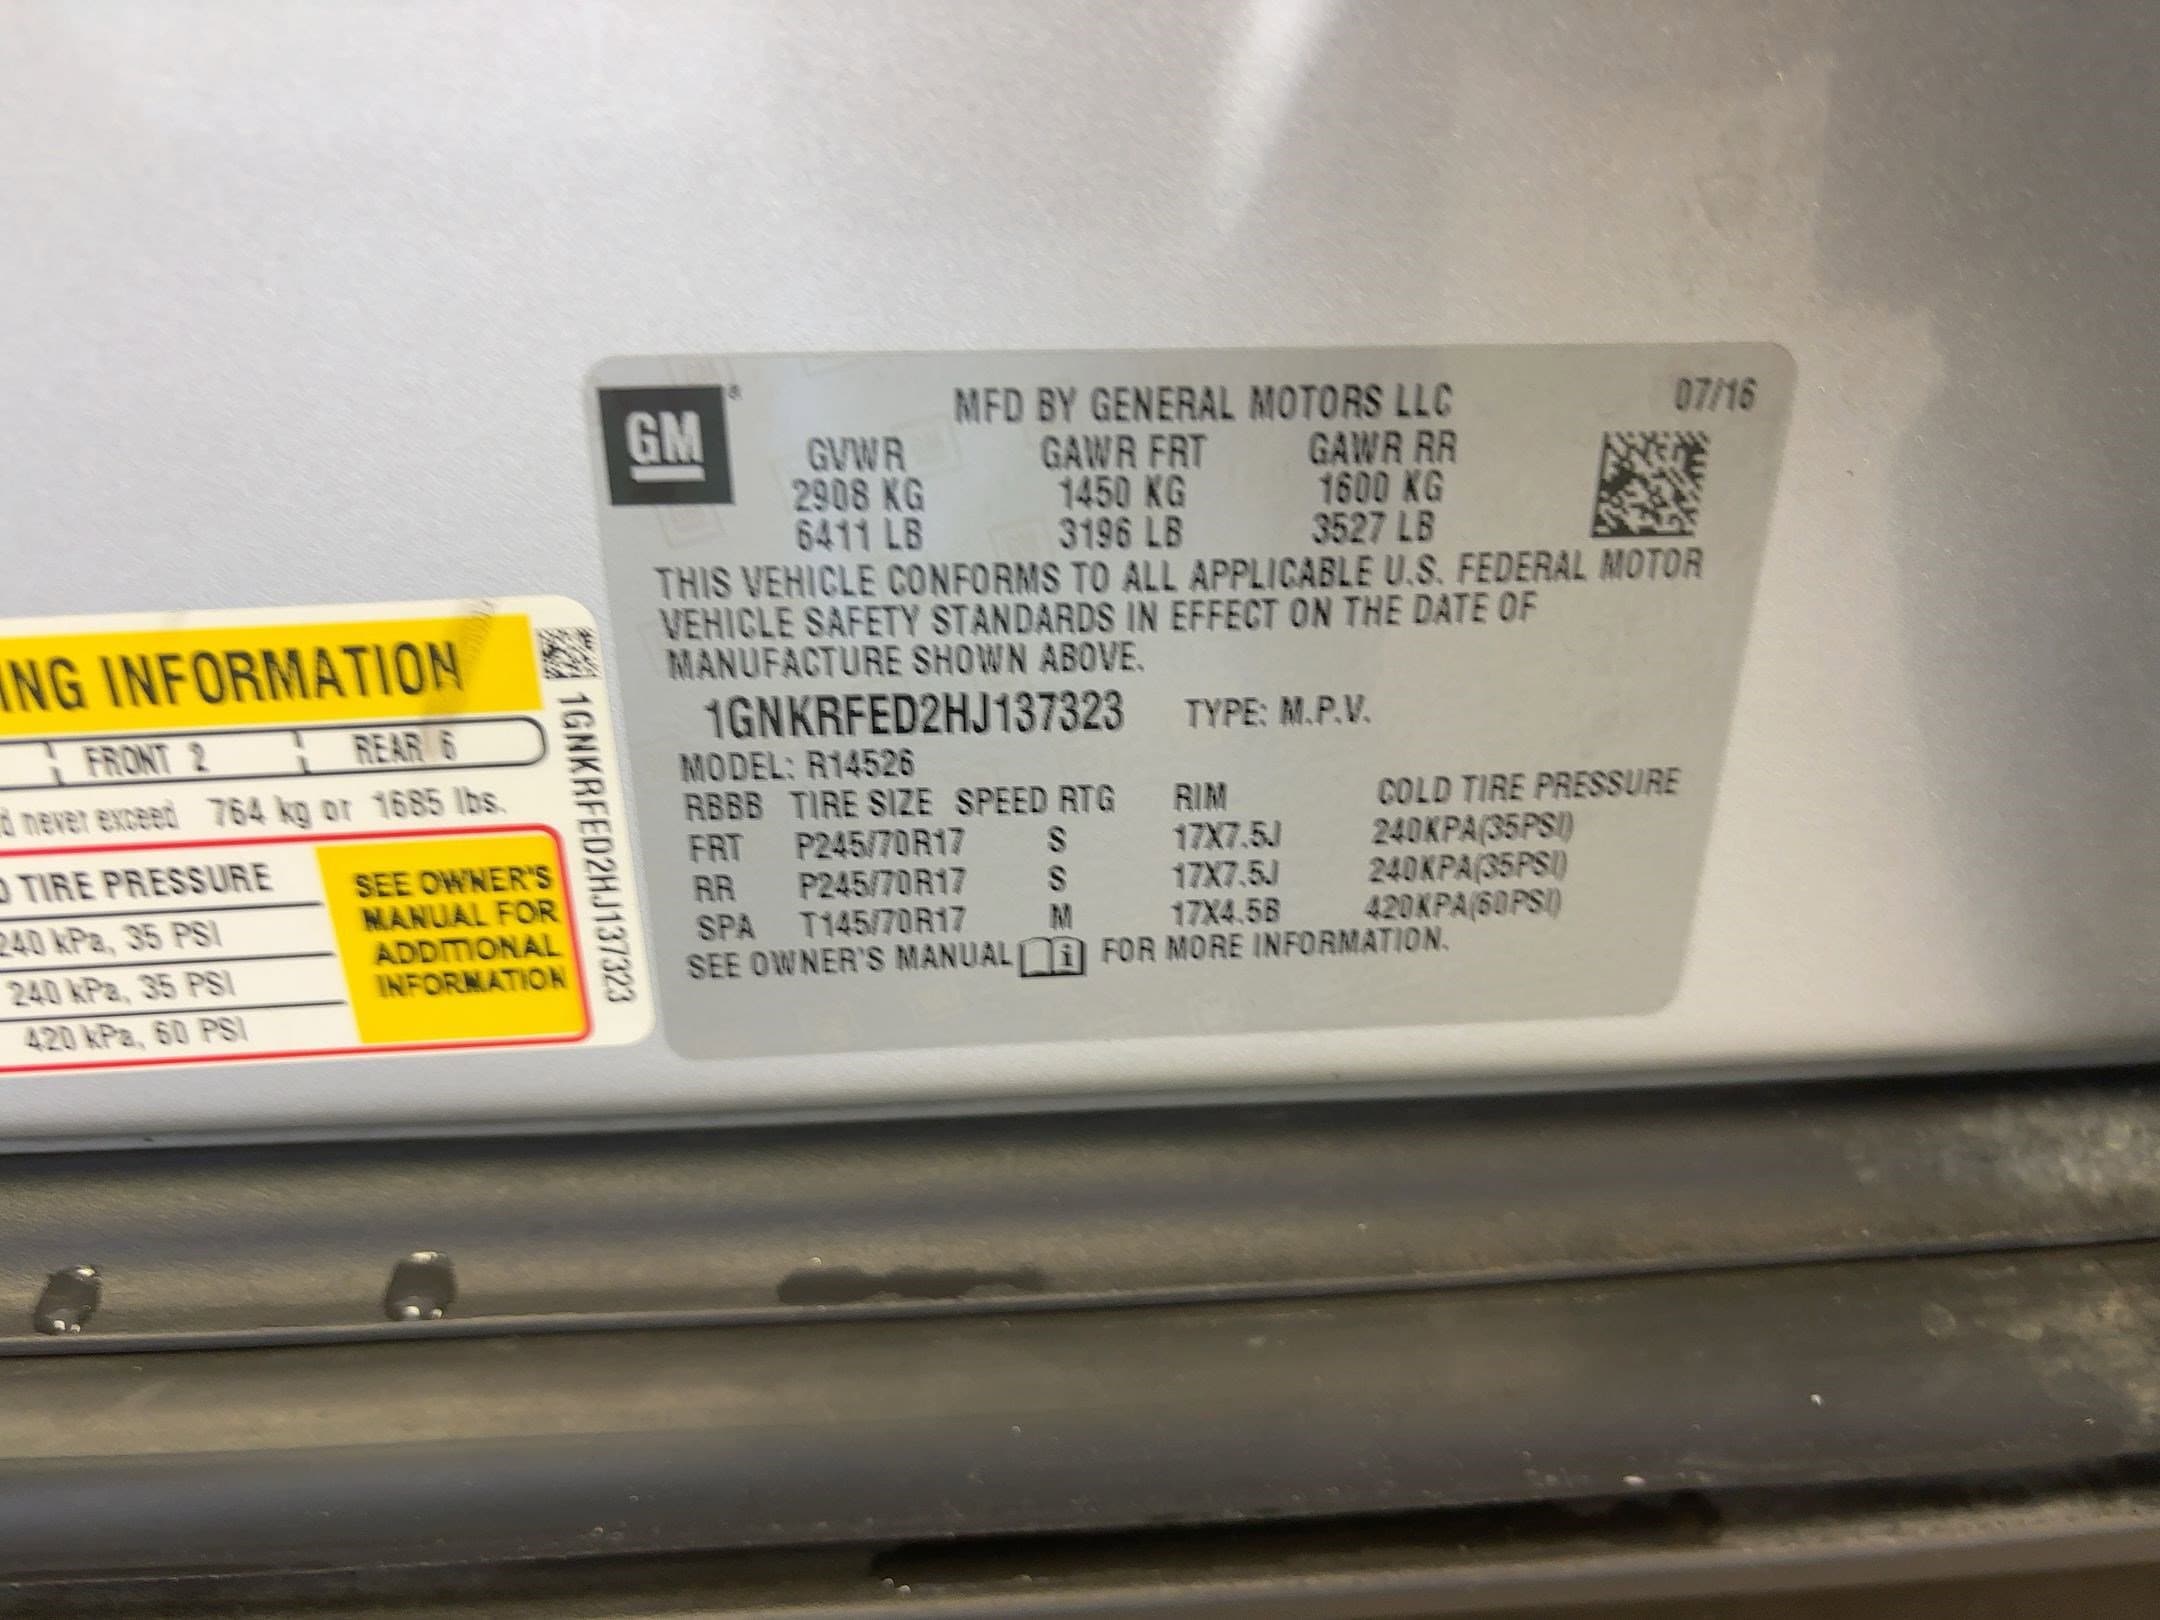 GM ®
MFD BY GENERAL MOTORS LLC 07/16
GVWR GAWR FRT GAWR RR
2908 KG 1450 KG 1600 KG
6411 LB 3196 LB 3527 LB
THIS VEHICLE CONFORMS TO ALL APPLICABLE U.S. FEDERAL MOTOR
VEHICLE SAFETY STANDARDS IN EFFECT ON THE DATE OF
MANUFACTURE SHOWN ABOVE.
1GNKRFED2HJ137323 TYPE: M.P.V.
MODEL: R14526
RBBB TIRE SIZE SPEED RTG RIM COLD TIRE PRESSURE
FRT P245/70R17 S 17X7.5J 240KPA(35PSI)
RR P245/70R17 S 17X7.5J 240KPA(35PSI)
SPA T145/70R17 M 17X4.5B 420KPA(60PSI)
SEE OWNER'S MANUAL i FOR MORE INFORMATION.
ING INFORMATION
FRONT 2 REAR 6
d never exceed 764 kg or 1685 lbs.
D TIRE PRESSURE
240 kPa, 35 PSI
240 kPa, 35 PSI
420 kPa, 60 PSI
SEE OWNER'S
MANUAL FOR
ADDITIONAL
INFORMATION
1GNKRFED2HJ137323